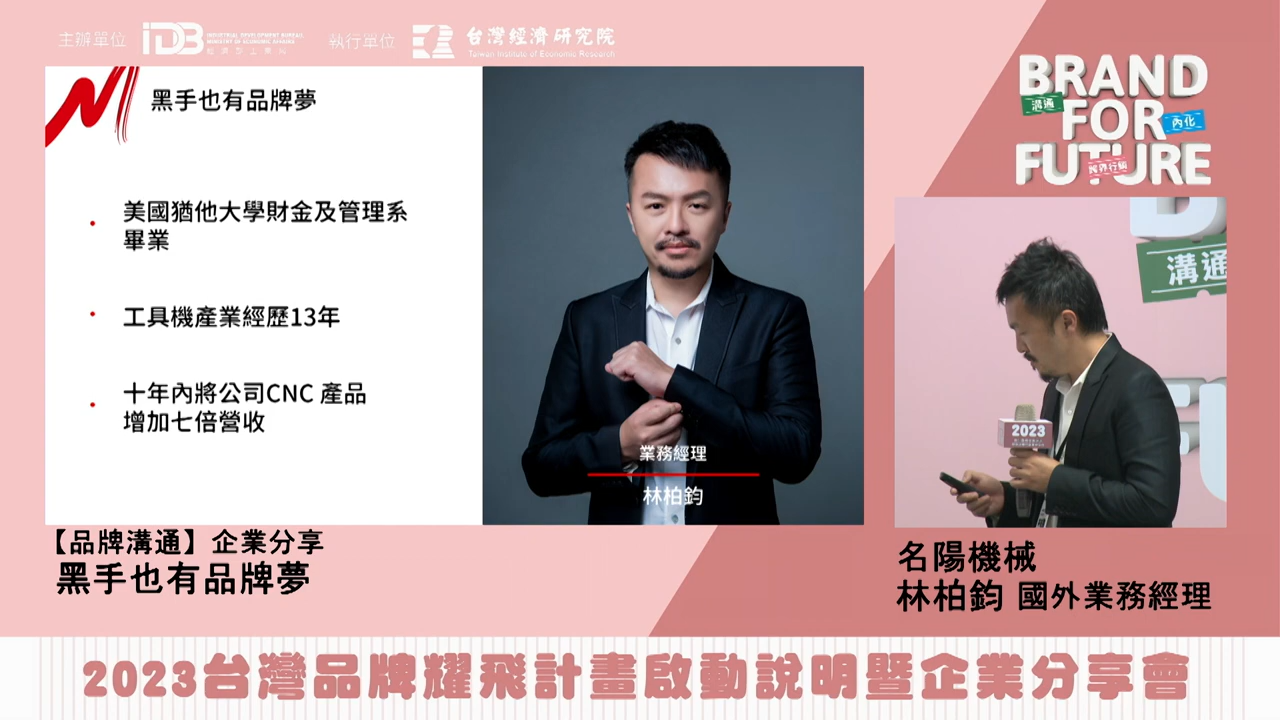 主辦單位
IDB
INDUSTRIAL DEVELOPMENT BUREAU,
MINISTRY OF ECONOMIC AFFAIRS
經濟部工業局
執行單位
台灣經濟研究院
Taiwan Institute of Economic Research
黑手也有品牌夢
美國猶他大學財金及管理系
畢業
工具機產業經歷13年
十年內將公司CNC 產品
增加七倍營收
業務經理
林柏鈞
BRAND
溝通
FOR
內化
FUTURE
跨界行銷
溝通
2023
【品牌溝通】企業分享
黑手也有品牌夢
名陽機械
林柏鈞 國外業務經理
2023台灣品牌耀飛計畫啟動說明暨企業分享會